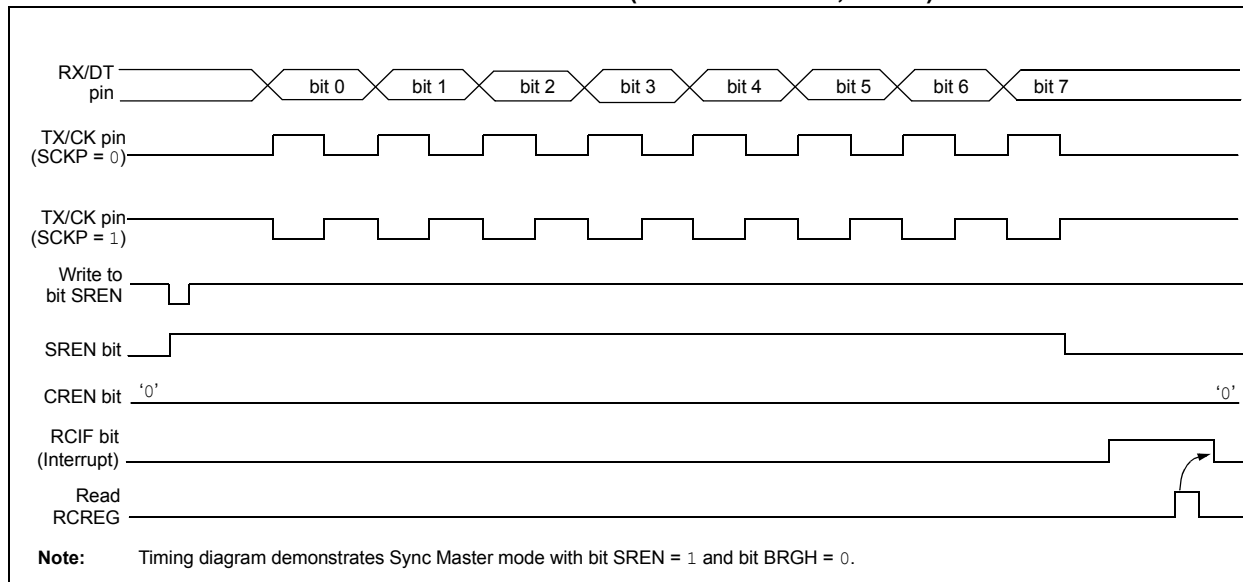 RX/DT
pin
bit 0 bit 1 bit 2 bit 3 bit 4 bit 5 bit 6 bit 7
TX/CK pin
(SCKP = 0)
TX/CK pin
(SCKP = 1)
Write to
bit SREN
SREN bit
CREN bit ‘0’ ‘0’
RCIF bit
(Interrupt)
Read
RCREG
Note: Timing diagram demonstrates Sync Master mode with bit SREN = 1 and bit BRGH = 0.